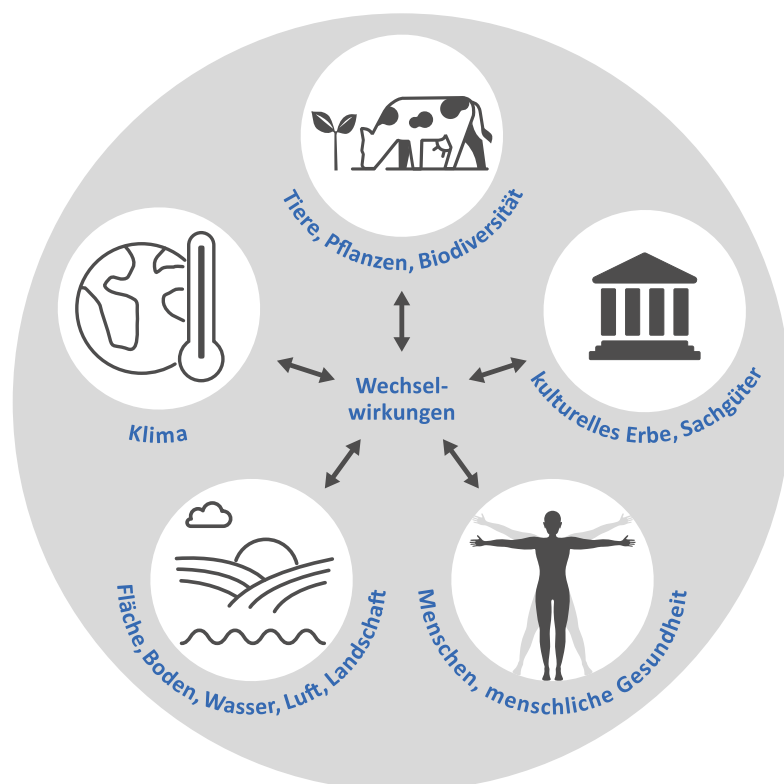 Tiere, Pflanzen, Biodiversität
Klima
kulturelles Erbe, Sachgüter
Wechsel-
wirkungen
Fläche, Boden, Wasser, Luft, Landschaft
Menschen, menschliche Gesundheit